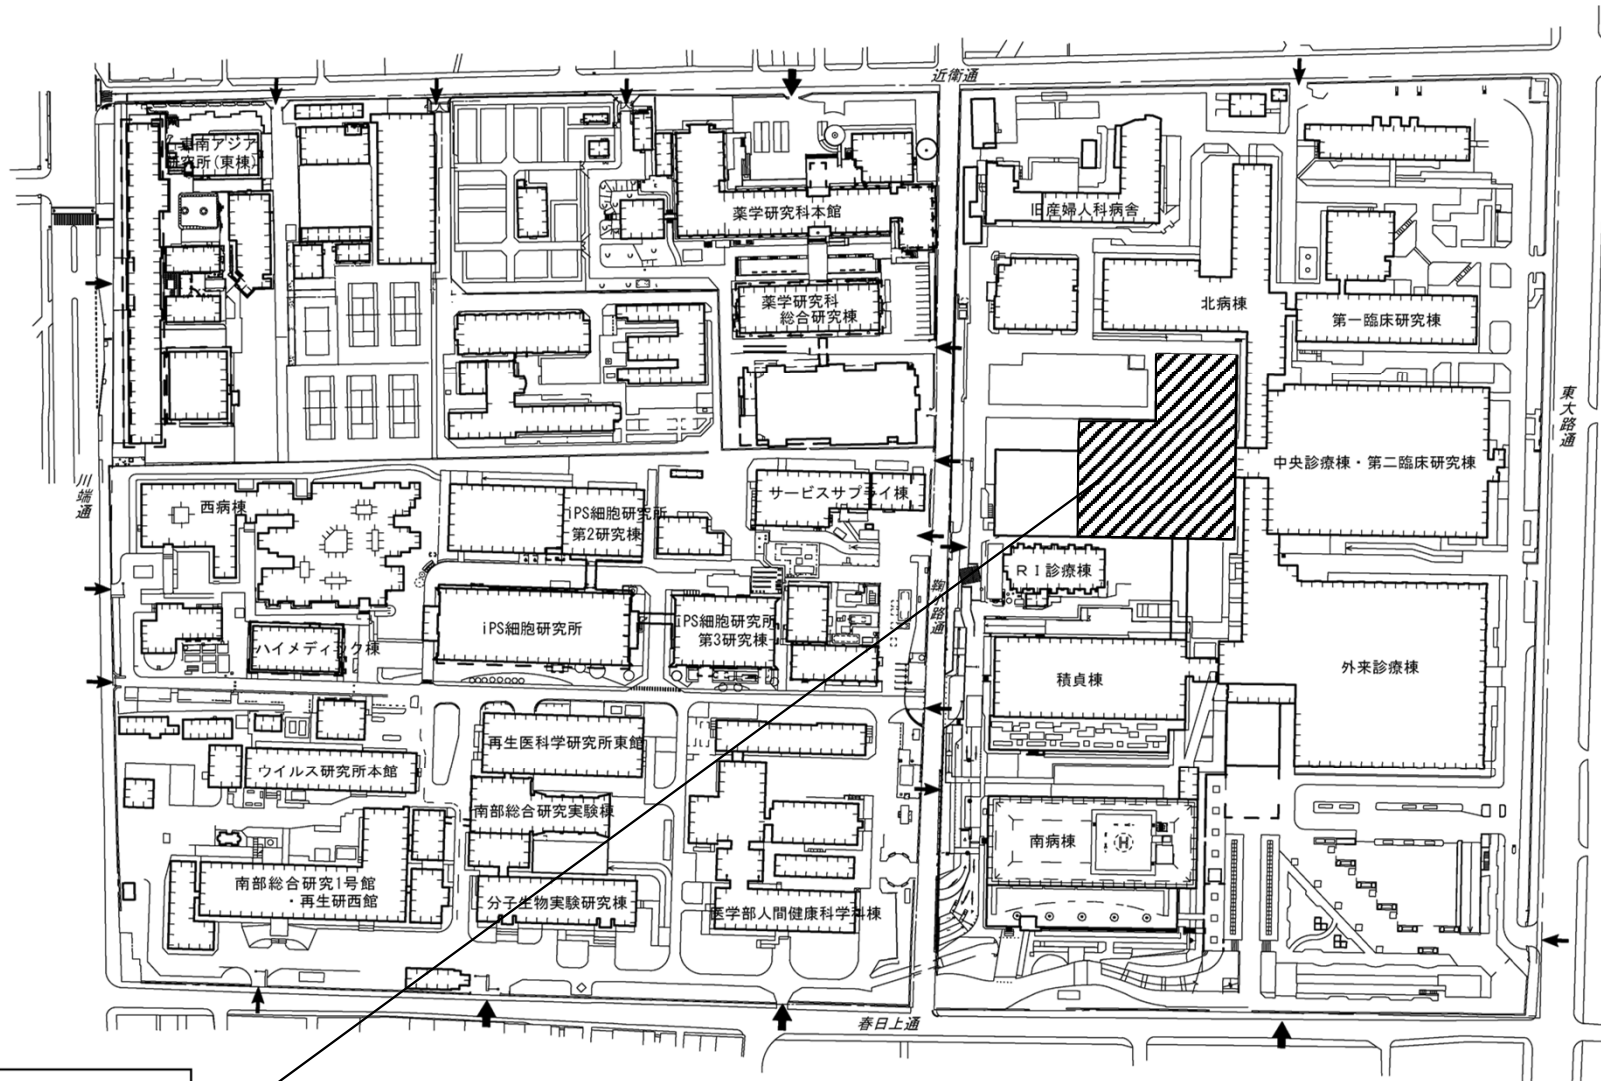 近衛通
東南アジア
研究所(東棟)
薬学研究科本館
旧産婦人科病舎
薬学研究科
総合研究棟
北病棟
第一臨床研究棟
東大路通
川端通
西病棟
iPS細胞研究所
第2研究棟
サービスサプライ棟
中央診療棟・第二臨床研究棟
RI診療棟
iPS細胞研究所
iPS細胞研究所
第3研究棟
ハイメディック棟
積貞棟
外来診療棟
再生医科学研究所東館
ウイルス研究所本館
南部総合研究実験棟
南病棟
H
南部総合研究1号館
・再生研西館
分子生物実験研究棟
医学部人間健康科学科棟
春日上通